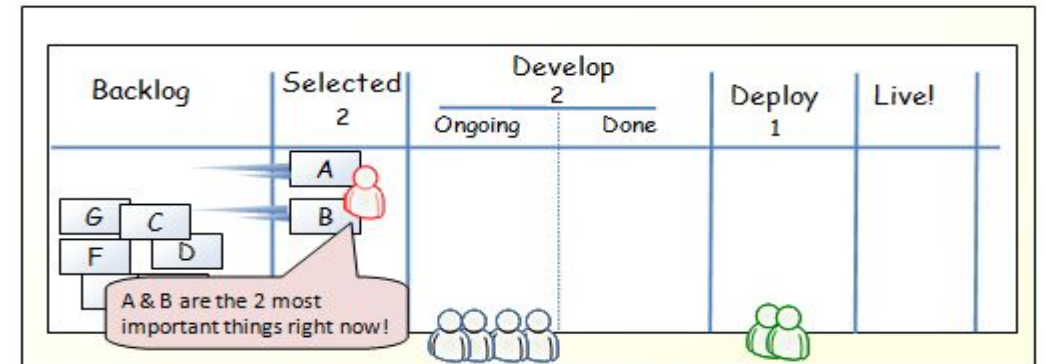 Backlog
Selected
2
Develop
2
Ongoing
Done
Deploy
1
Live!
A
B
G
C
F
D
A & B are the 2 most
important things right now!